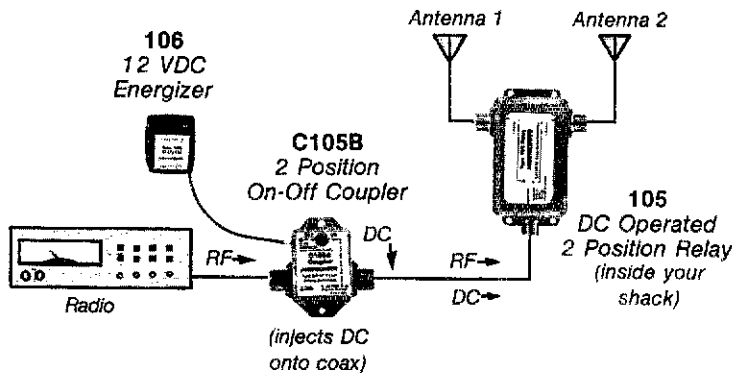 Antenna 1
Antenna 2
106
12 VDC
Energizer
C105B
2 Position
On-Off Coupler
DC
RF
Radio
(injects DC
onto coax)
RF
DC
105
DC Operated
2 Position Relay
(inside your
shack)